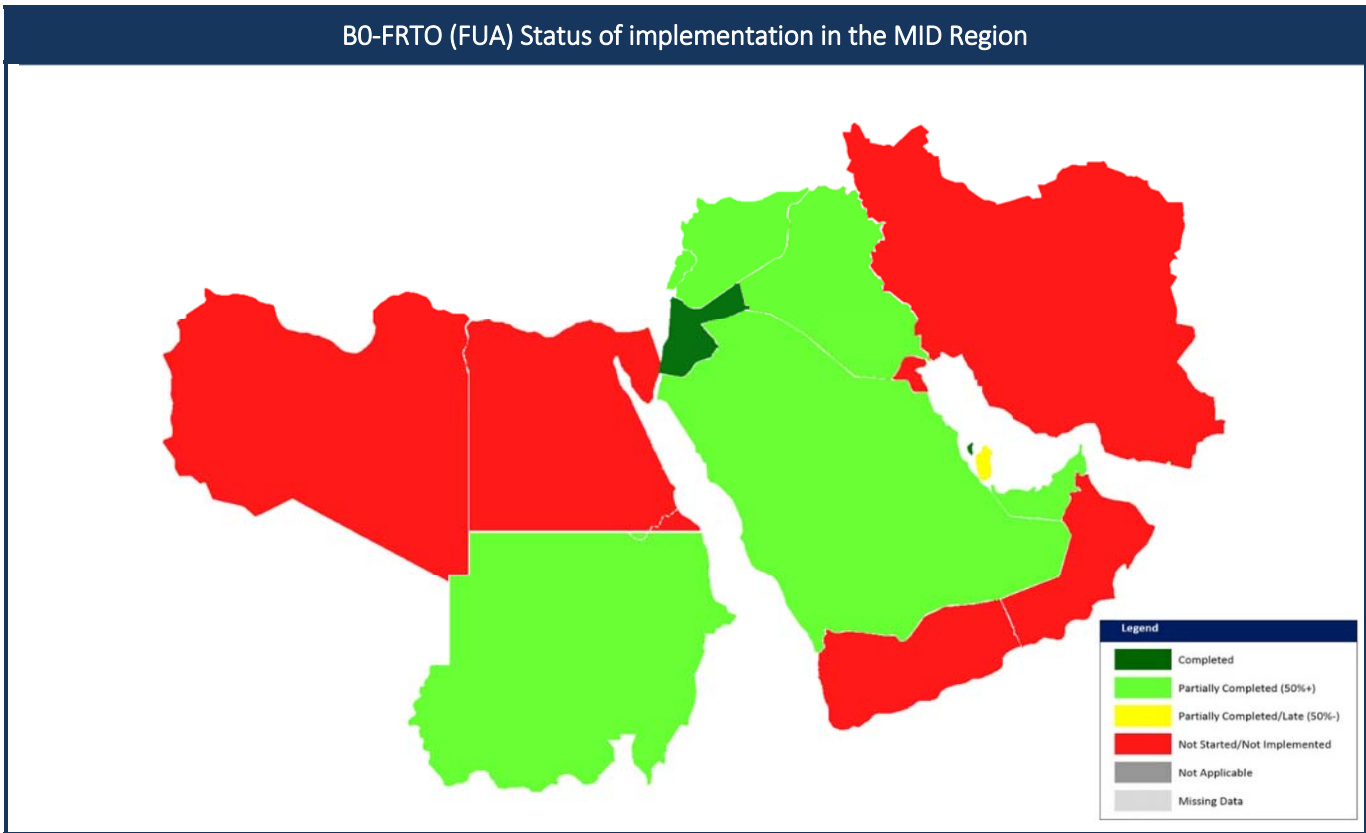 B0-FRTO (FUA) Status of implementation in the MID Region
Legend
Completed
Partially Completed (50%+)
Partially Completed/Late (50%-)
Not Started/Not Implemented
Not Applicable
Missing Data